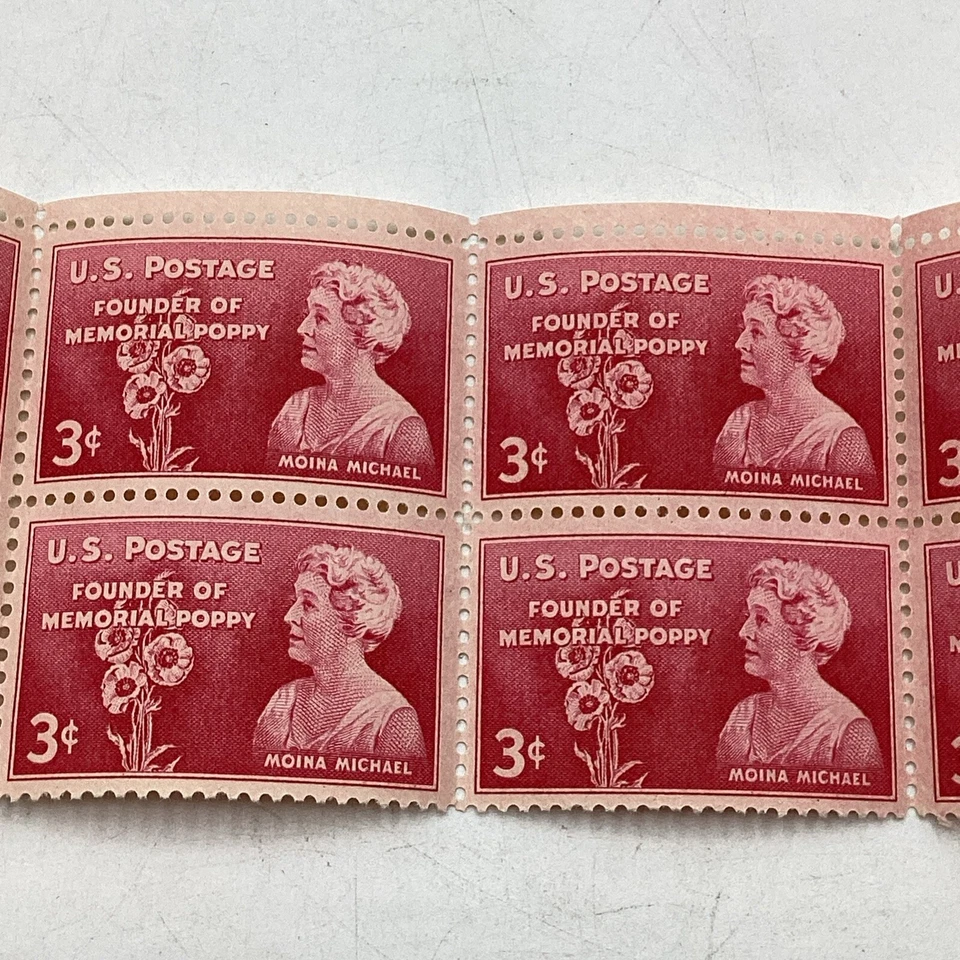 U.S. POSTAGE
FOUNDER OF
MEMORIAL POPPY
3¢
MOINA MICHAEL
U.S. POSTAGE
FOUNDER OF
MEMORIAL POPPY
3¢
MOINA MICHAEL
U.S. POSTAGE
FOUNDER OF
MEMORIAL POPPY
3¢
MOINA MICHAEL
U.S. POSTAGE
FOUNDER OF
MEMORIAL POPPY
3¢
MOINA MICHAEL